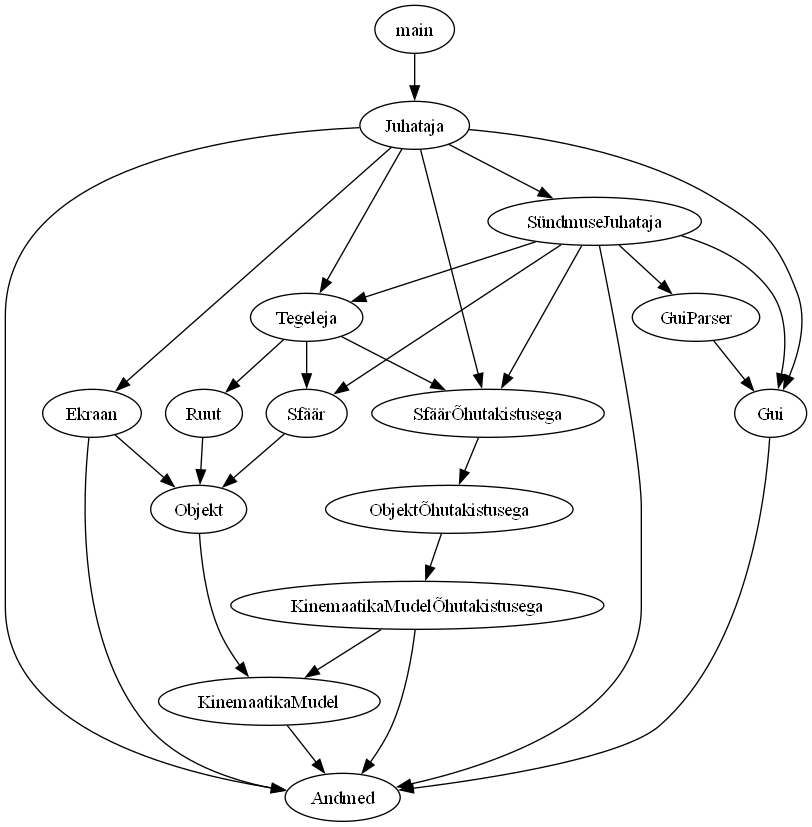 main
Juhataja
SündmuseJuhataja
Tegeleja
GuiParser
Ekraan
Ruut
Sfäär
SfäärÕhutakistusega
Gui
Objekt
ObjektÕhutakistusega
KinemaatikaMudelÕhutakistusega
KinemaatikaMudel
Andmed